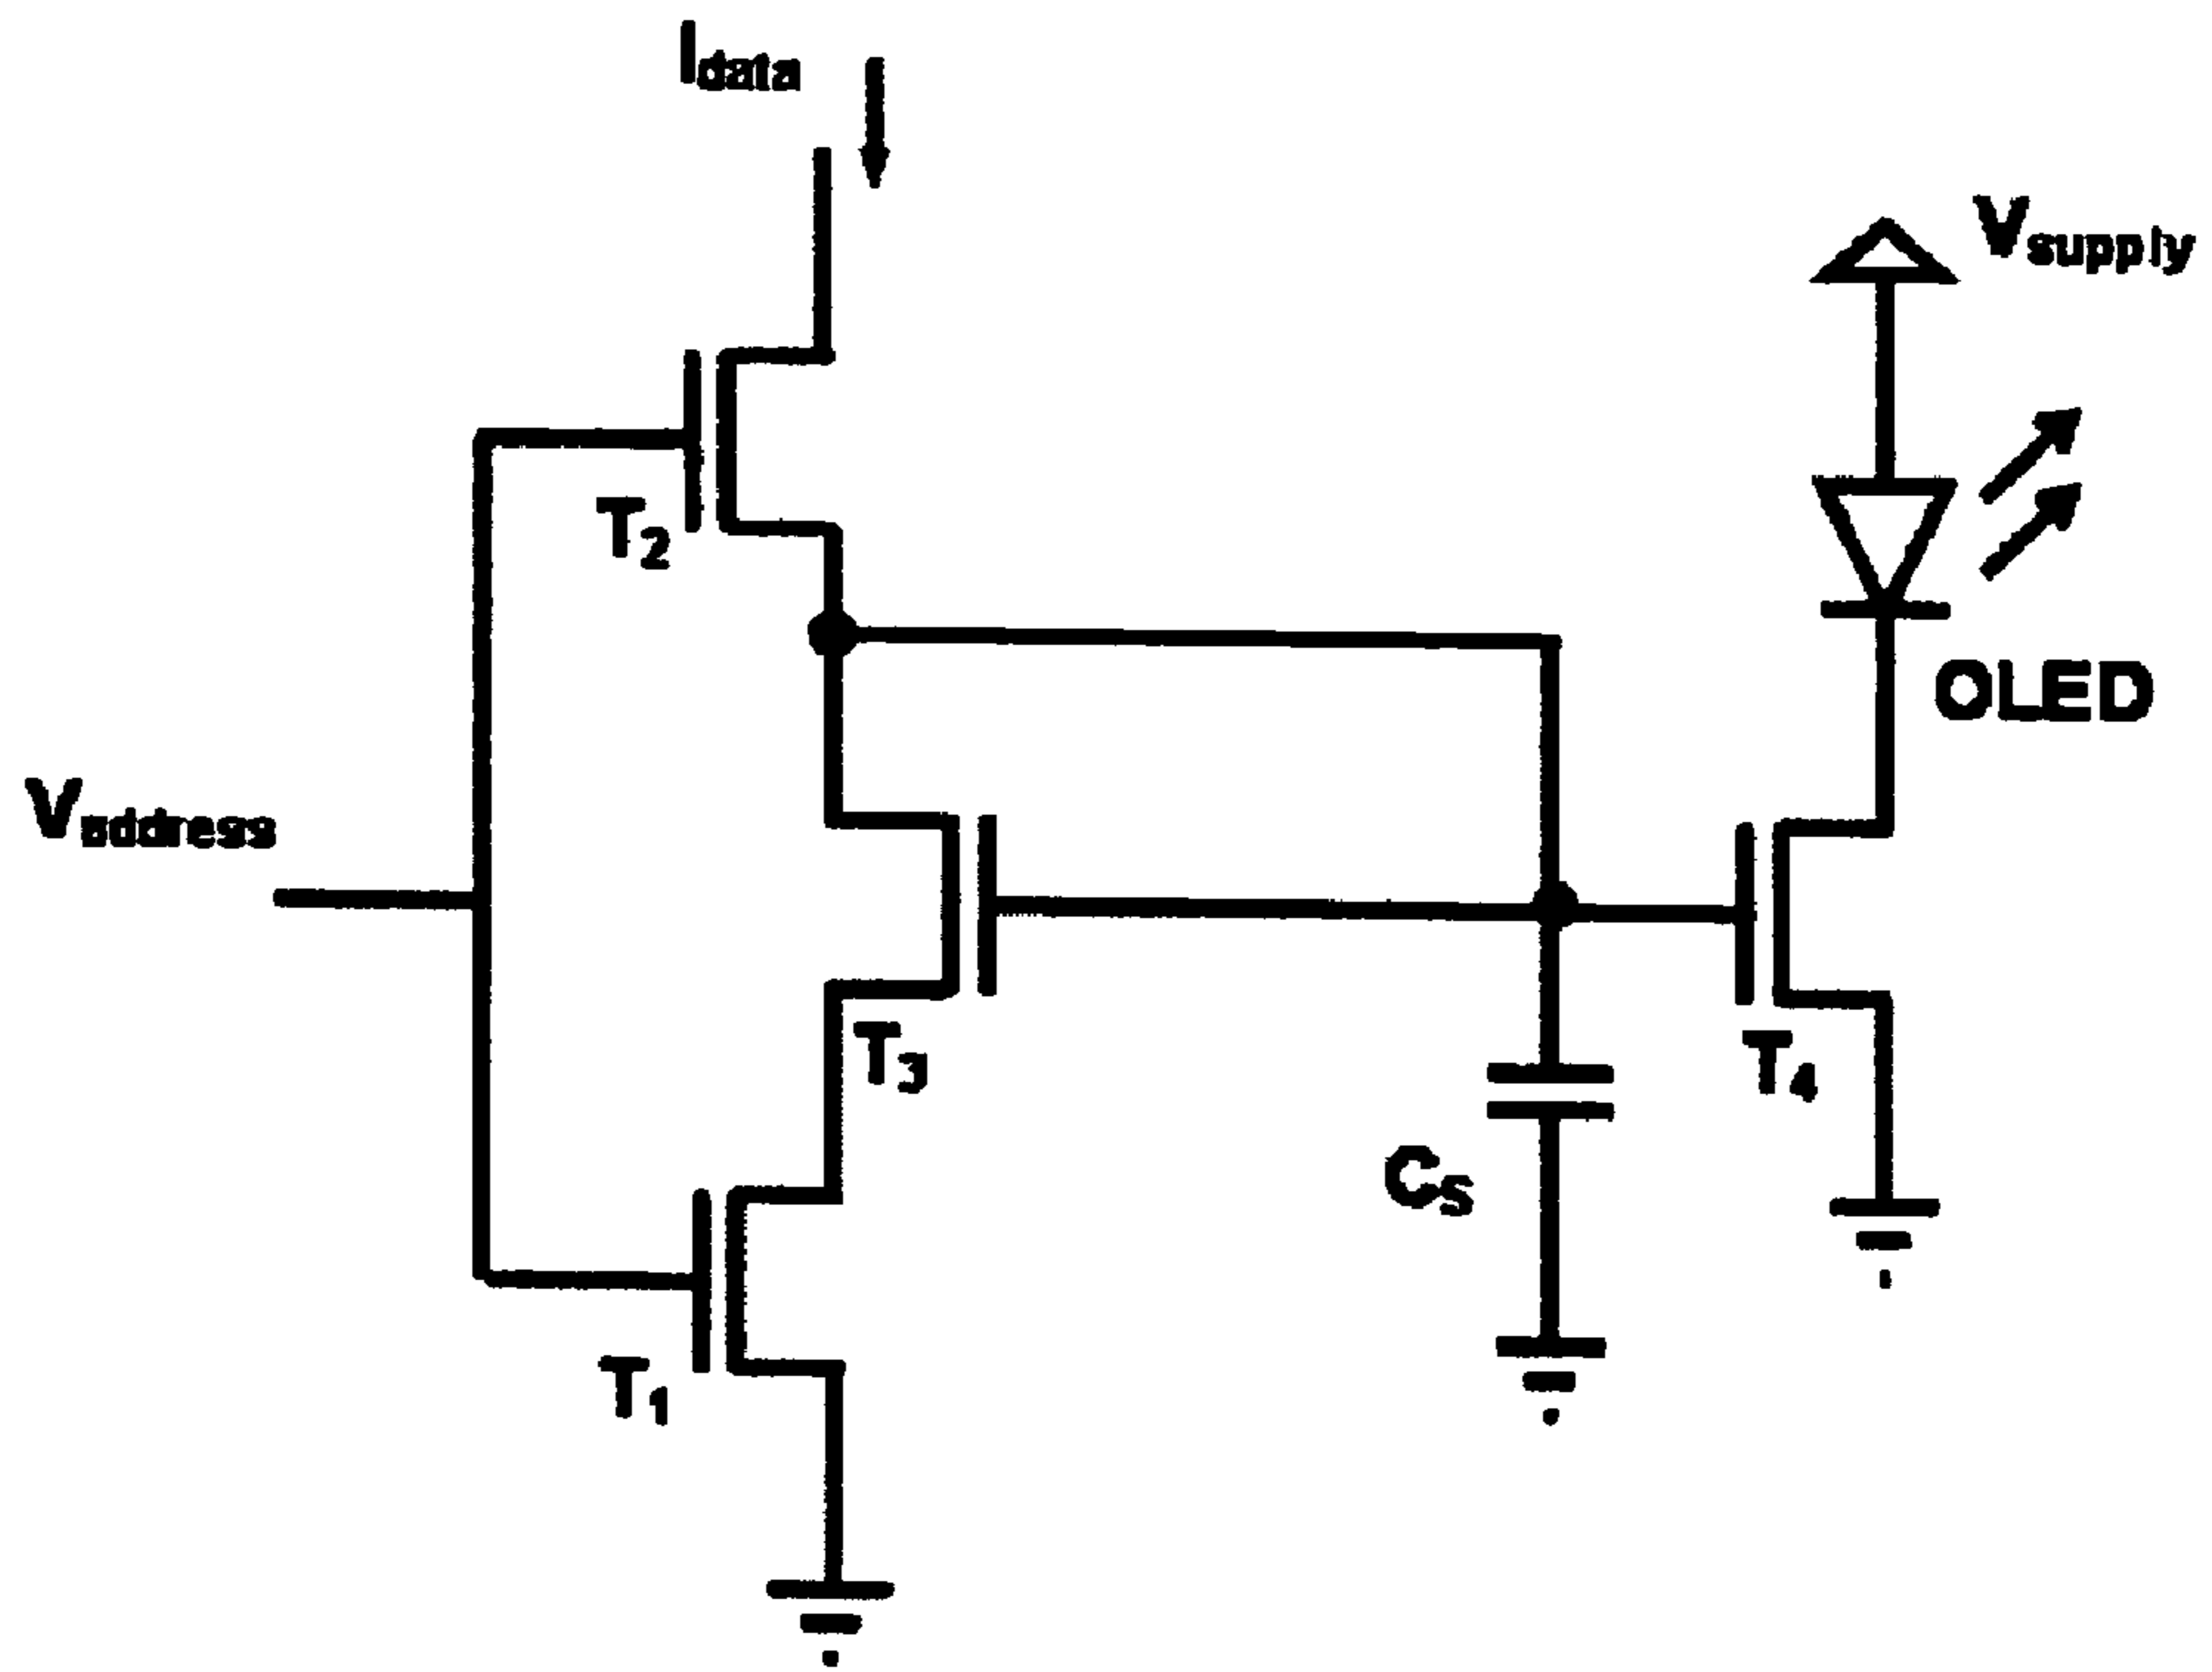 Idata
Vsupply
T2
OLED
Vaddress
T3
T4
CS
T1